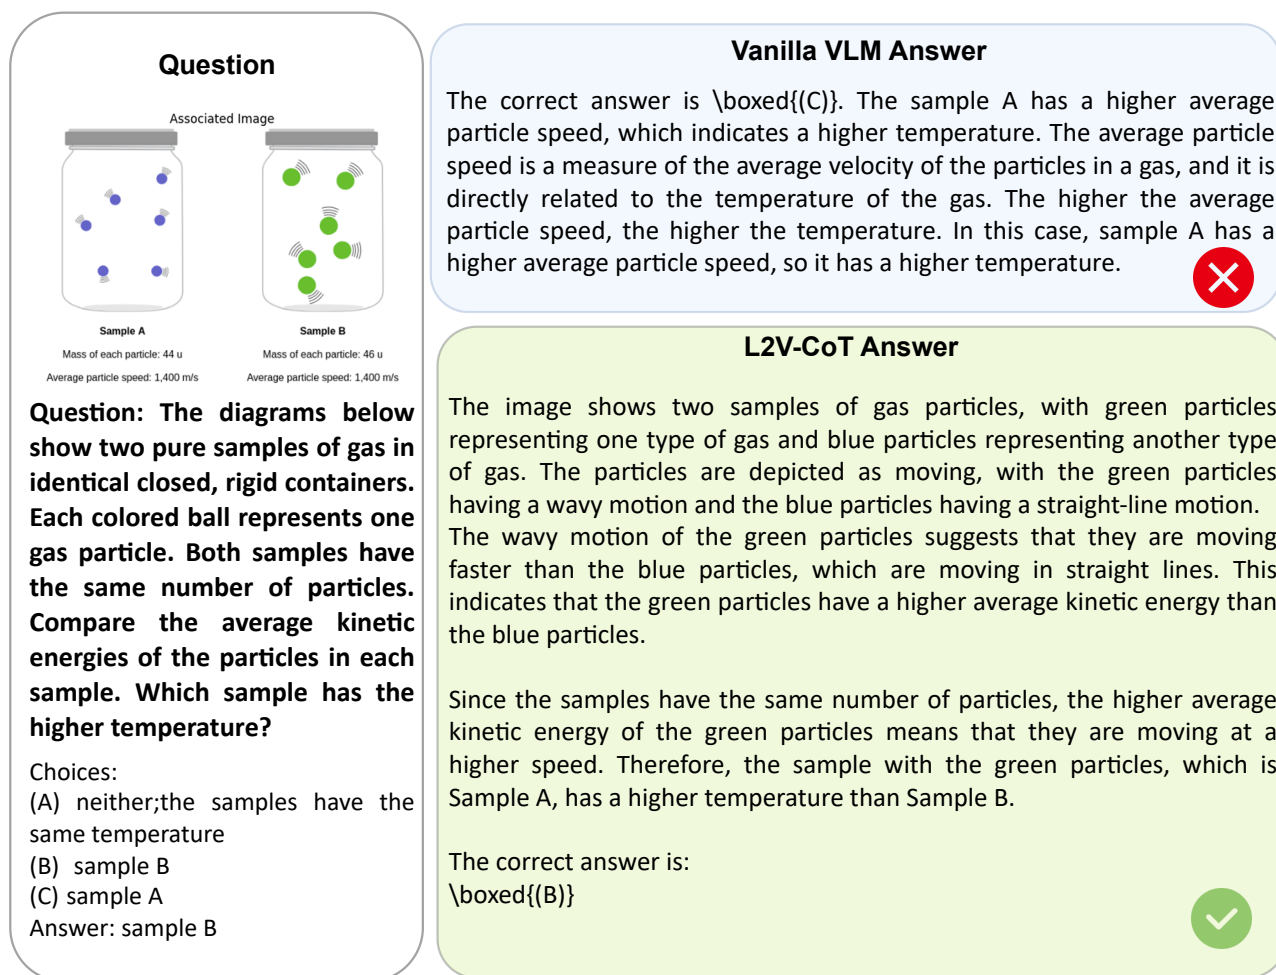 Question
Associated Image
Sample A
Sample B
Mass of each particle: 44 u
Mass of each particle: 46 u
Average particle speed: 1,400 m/s
Average particle speed: 1,400 m/s
Question: The diagrams below
show two pure samples of gas in
identical closed, rigid containers.
Each colored ball represents one
gas particle. Both samples have
the same number of particles.
Compare the average kinetic
energies of the particles in each
sample. Which sample has the
higher temperature?
Choices:
(A) neither;the samples have the
same temperature
(B) sample B
(C) sample A
Answer: sample B
Vanilla VLM Answer
The correct answer is \boxed{(C)}. The sample A has a higher average
particle speed, which indicates a higher temperature. The average particle
speed is a measure of the average velocity of the particles in a gas, and it is
directly related to the temperature of the gas. The higher the average
particle speed, the higher the temperature. In this case, sample A has a
higher average particle speed, so it has a higher temperature.
L2V-CoT Answer
The image shows two samples of gas particles, with green particles
representing one type of gas and blue particles representing another type
of gas. The particles are depicted as moving, with the green particles
having a wavy motion and the blue particles having a straight-line motion.
The wavy motion of the green particles suggests that they are moving
faster than the blue particles, which are moving in straight lines. This
indicates that the green particles have a higher average kinetic energy than
the blue particles.
Since the samples have the same number of particles, the higher average
kinetic energy of the green particles means that they are moving at a
higher speed. Therefore, the sample with the green particles, which is
Sample A, has a higher temperature than Sample B.
The correct answer is:
\boxed{(B)}